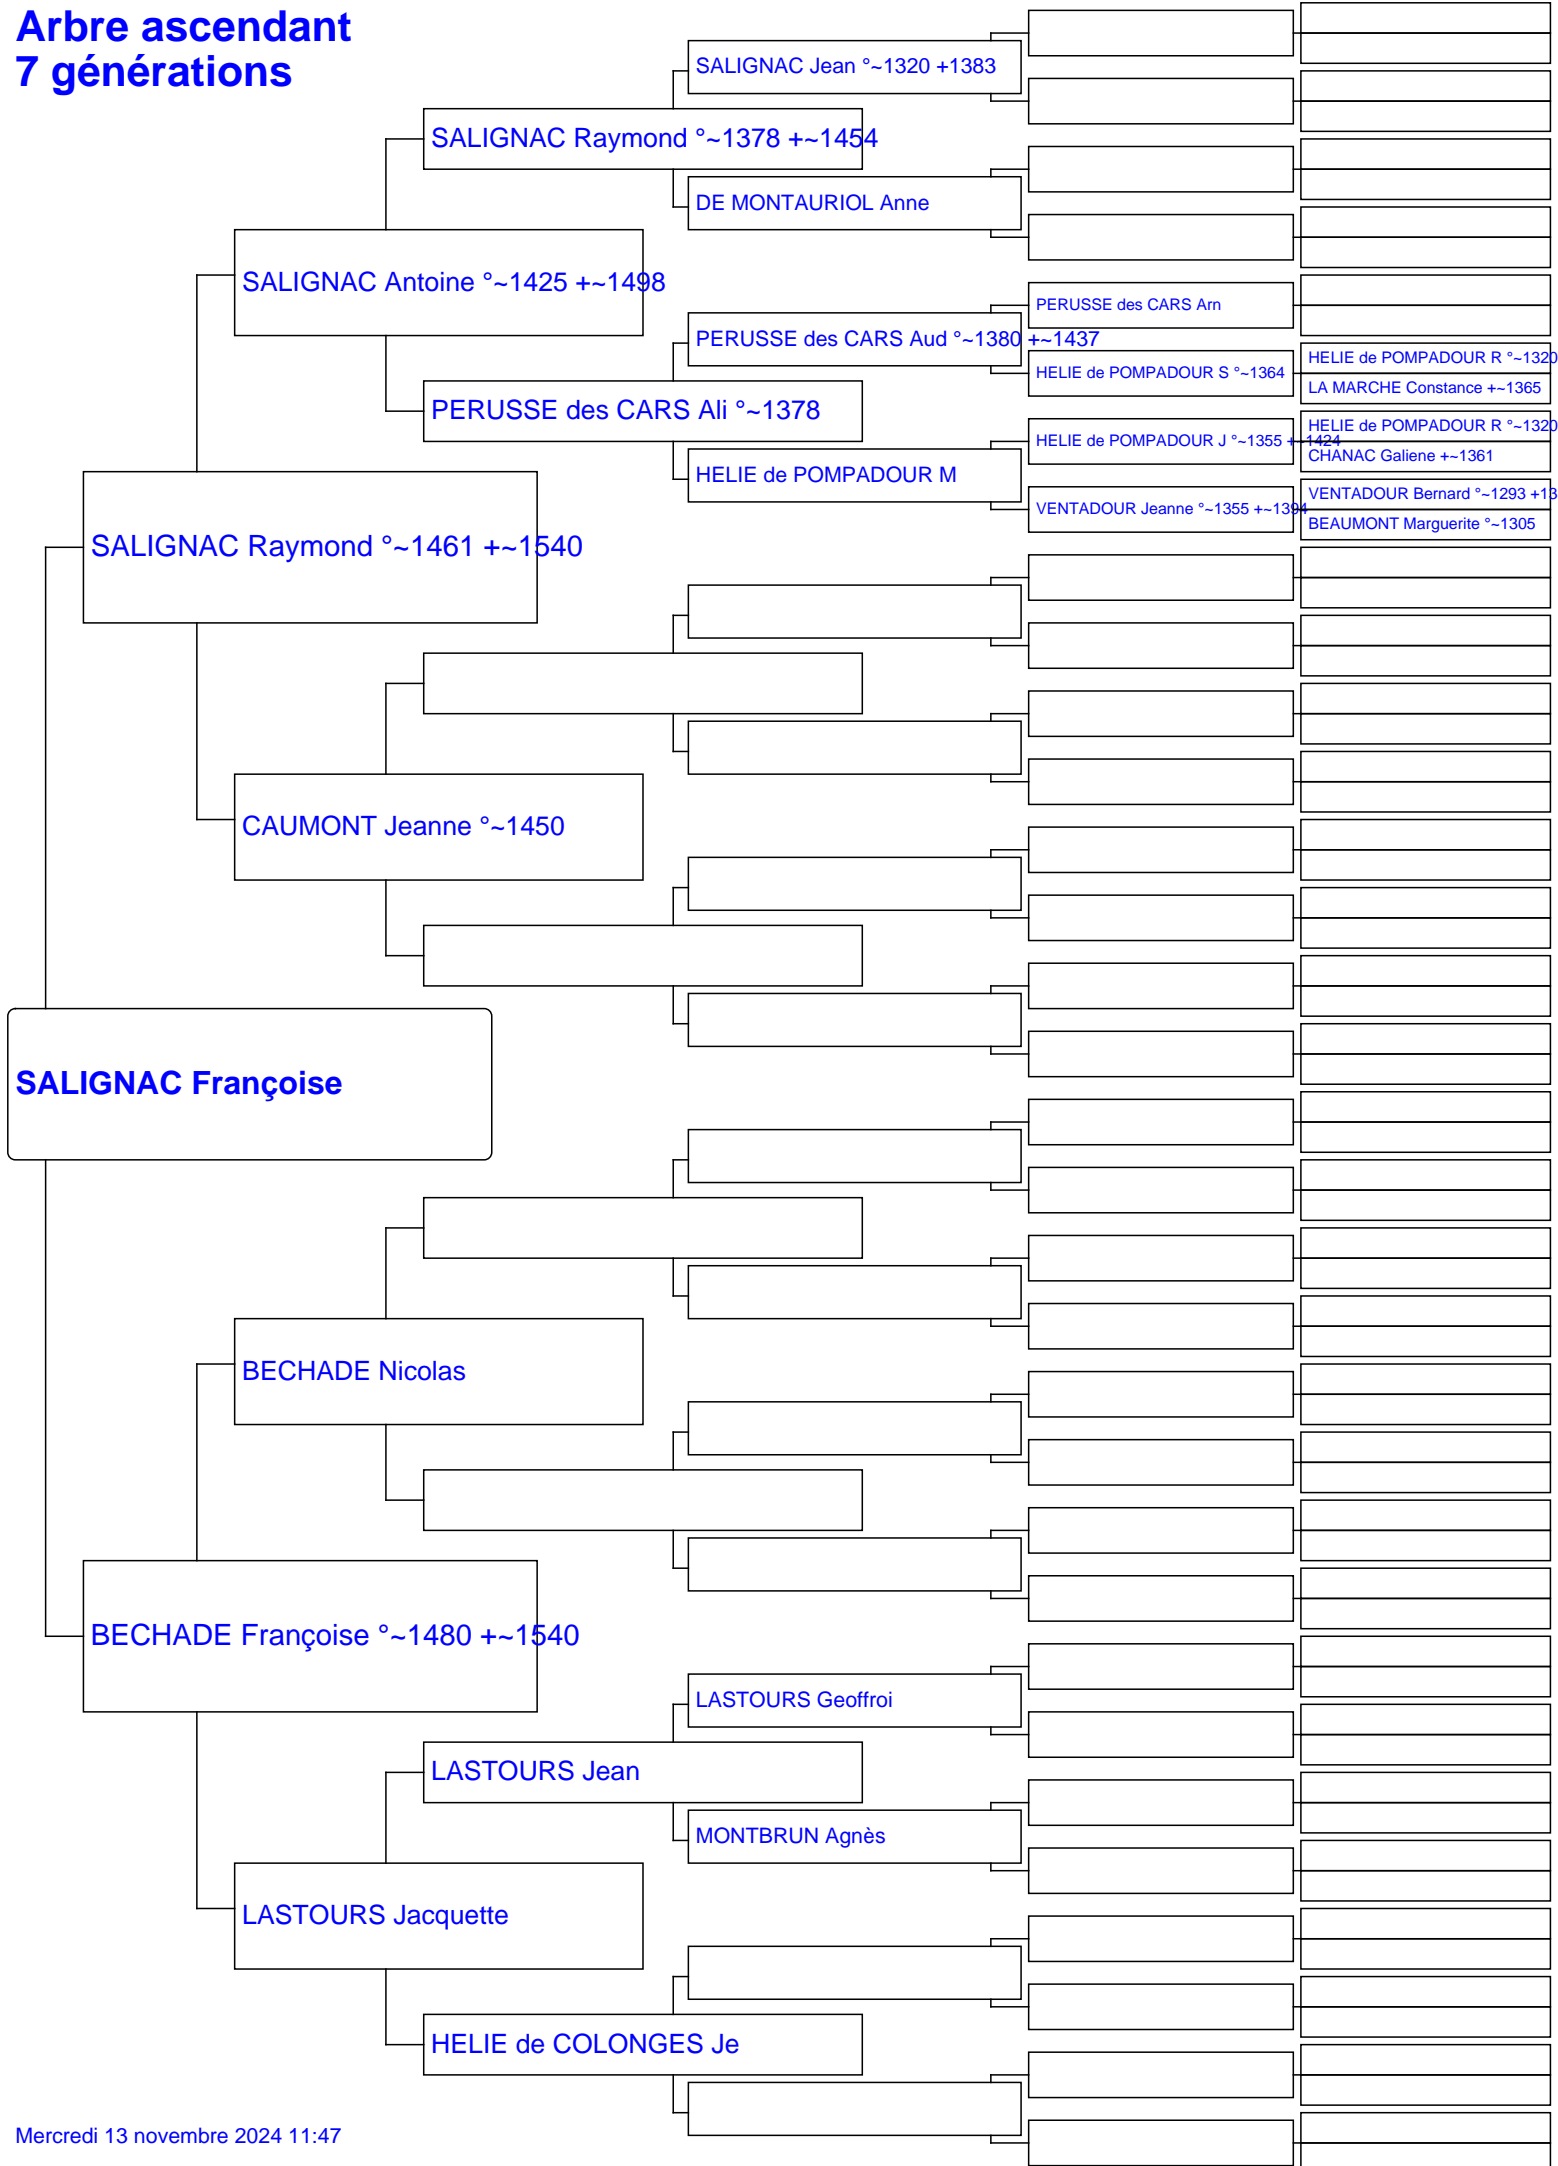 Arbre ascendant
7 générations
SALIGNAC Jean °~1320 +1383
SALIGNAC Raymond °~1378 +~1454
DE MONTAURIOL Anne
SALIGNAC Antoine °~1425 +~1498
PERUSSE des CARS Arn
PERUSSE des CARS Aud °~1380 +~1437
HELIE de POMPADOUR R °~1320
HELIE de POMPADOUR S °~1364
LA MARCHE Constance +~1365
PERUSSE des CARS Ali °~1378
HELIE de POMPADOUR R °~1320
HELIE de POMPADOUR J °~1355 +~1424
CHANAC Galiene +~1361
HELIE de POMPADOUR M
VENTADOUR Bernard °~1293 +13
VENTADOUR Jeanne °~1355 +~1394
BEAUMONT Marguerite °~1305
SALIGNAC Raymond °~1461 +~1540
CAUMONT Jeanne °~1450
SALIGNAC Françoise
BECHADE Nicolas
BECHADE Françoise °~1480 +~1540
LASTOURS Geoffroi
LASTOURS Jean
MONTBRUN Agnès
LASTOURS Jacquette
HELIE de COLONGES Je
Mercredi 13 novembre 2024 11:47